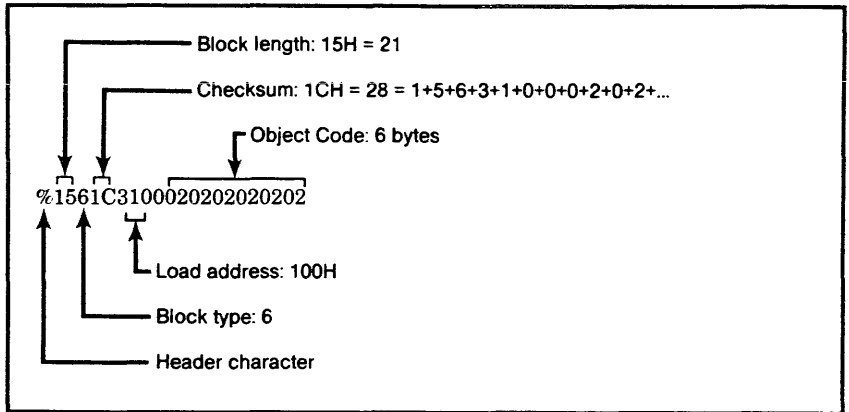 Block length: 15H = 21
Checksum: 1CH = 28 = 1+5+6+3+1+0+0+0+2+0+2+...
Object Code: 6 bytes
%1561C3100020202020202
Load address: 100H
Block type: 6
Header character